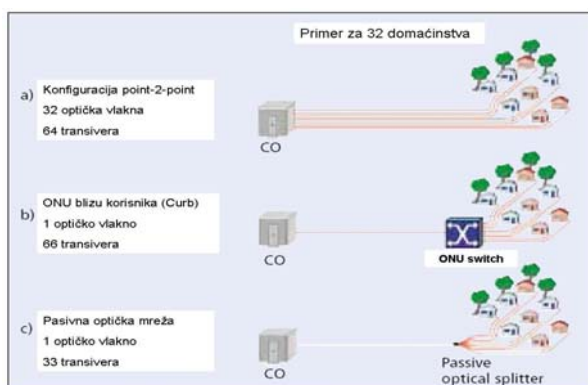 Primer za 32 domaćinstva
a)
Konfiguracija point-2-point
32 optička vlakna
64 transivera
CO
b)
ONU blizu korisnika (Curb)
1 optičko vlakno
66 transivera
CO
ONU switch
c)
Pasivna optička mreža
1 optičko vlakno
33 transivera
CO
Passive
optical splitter